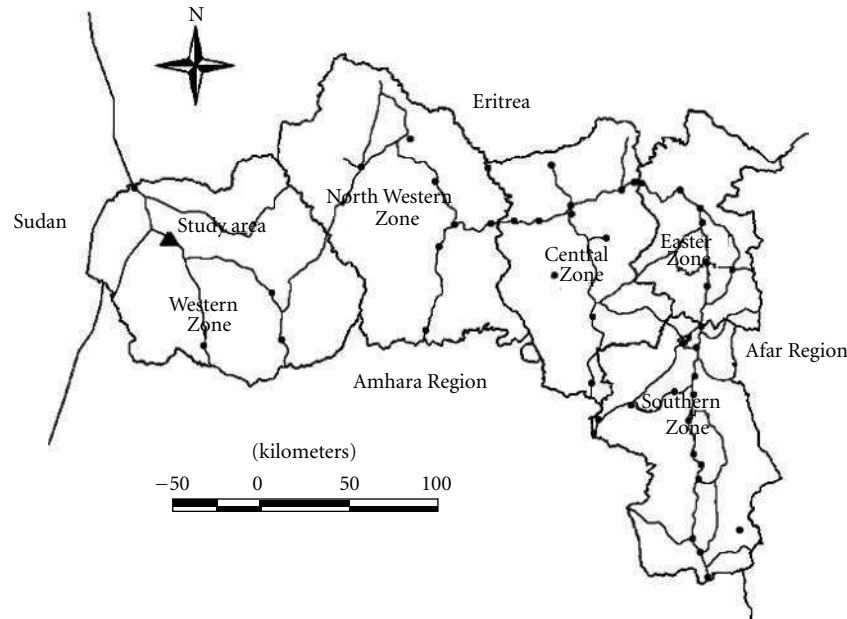 N
Eritrea
North Western
Zone
Sudan
Study area
Central
Zone
Easter
Zone
Western
Zone
Afar Region
Amhara Region
Southern
Zone
(kilometers)
−50 0 50 100